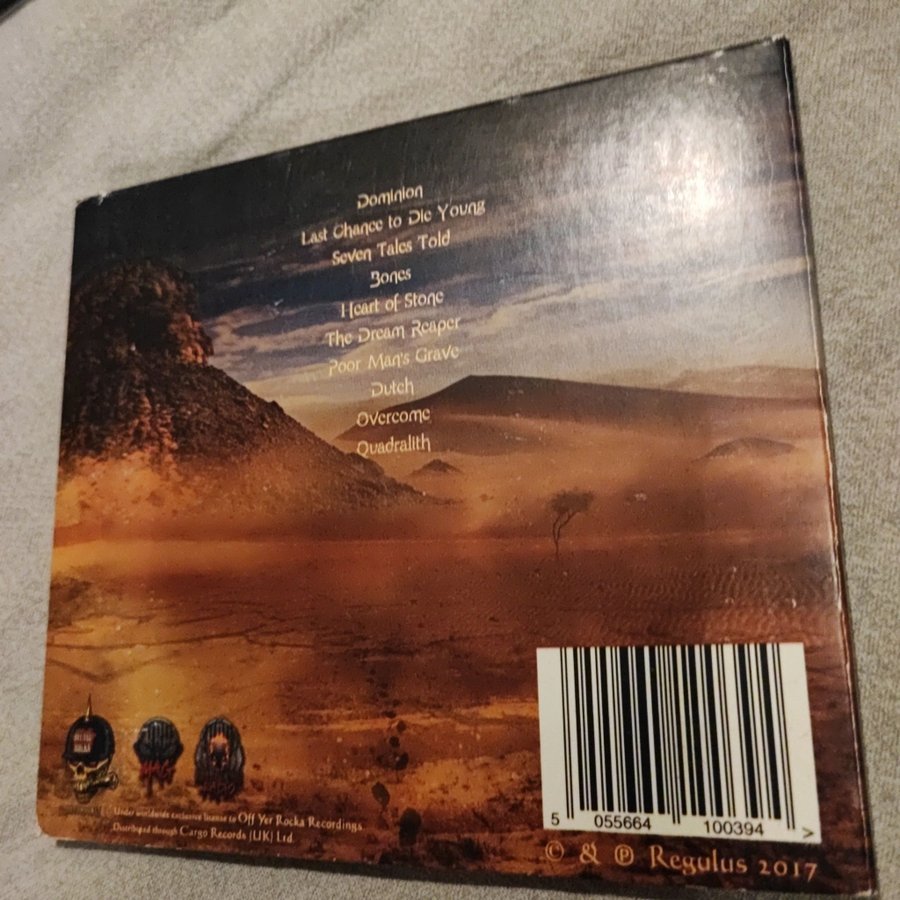 Dominion
Last Chance to Die Young
Seven Tales Told
Bones
Heart of Stone
The Dream Reaper
Poor Man's Grave
Dutch
Overcome
Quadralith
Under worldwide exclusive license to Off Yer Rocka Recordings
Distributed through Cargo Records (UK) Ltd.
5 055664 100394 >
© & ℗ Regulus 2017